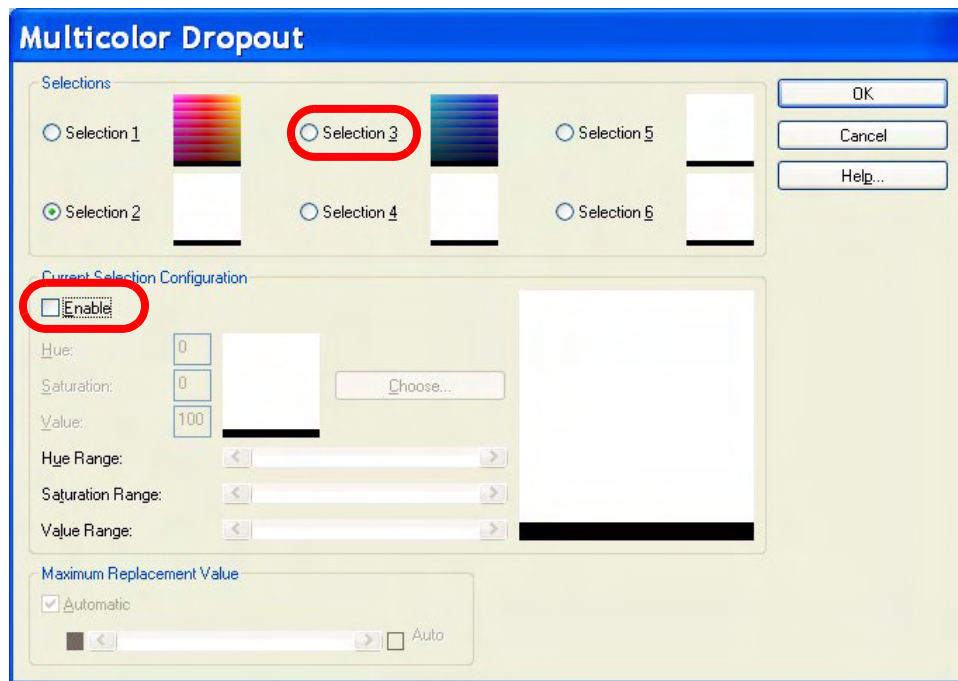 Multicolor Dropout
Selections
Selection 1
Selection 3
Selection 5
OK
Cancel
Help...
Selection 2
Selection 4
Selection 6
Current Selection Configuration
Enable
Hue: 0
Saturation: 0
Choose...
Value: 100
Hue Range:
Saturation Range:
Value Range:
Maximum Replacement Value
Automatic
Auto